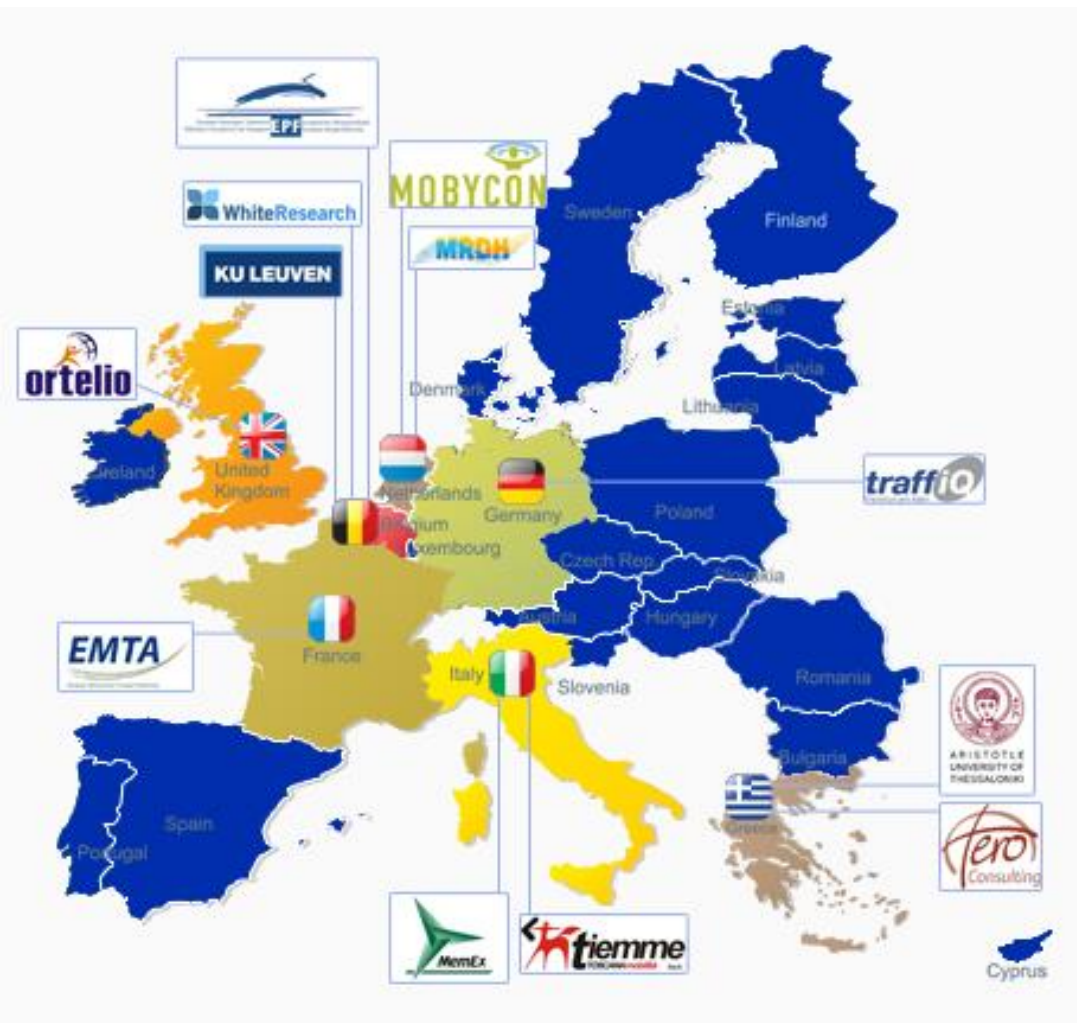 EPF
MOBYCON
WhiteResearch
MRDH
KU LEUVEN
ortelio
Sweden
Finland
Estonia
Latvia
Denmark
Lithuania
Ireland
United
Kingdom
Netherlands
Germany
traffiQ
Belgium
Luxembourg
Poland
Czech Rep.
Slovakia
Austria
Hungary
EMTA
France
Italy
Slovenia
Romania
ARISTOTLE
UNIVERSITY OF
THESSALONIKI
Bulgaria
Spain
Portugal
Greece
Tero
Consulting
MemEx
tiemme
TOSCANA MOBILITÀ
Cyprus